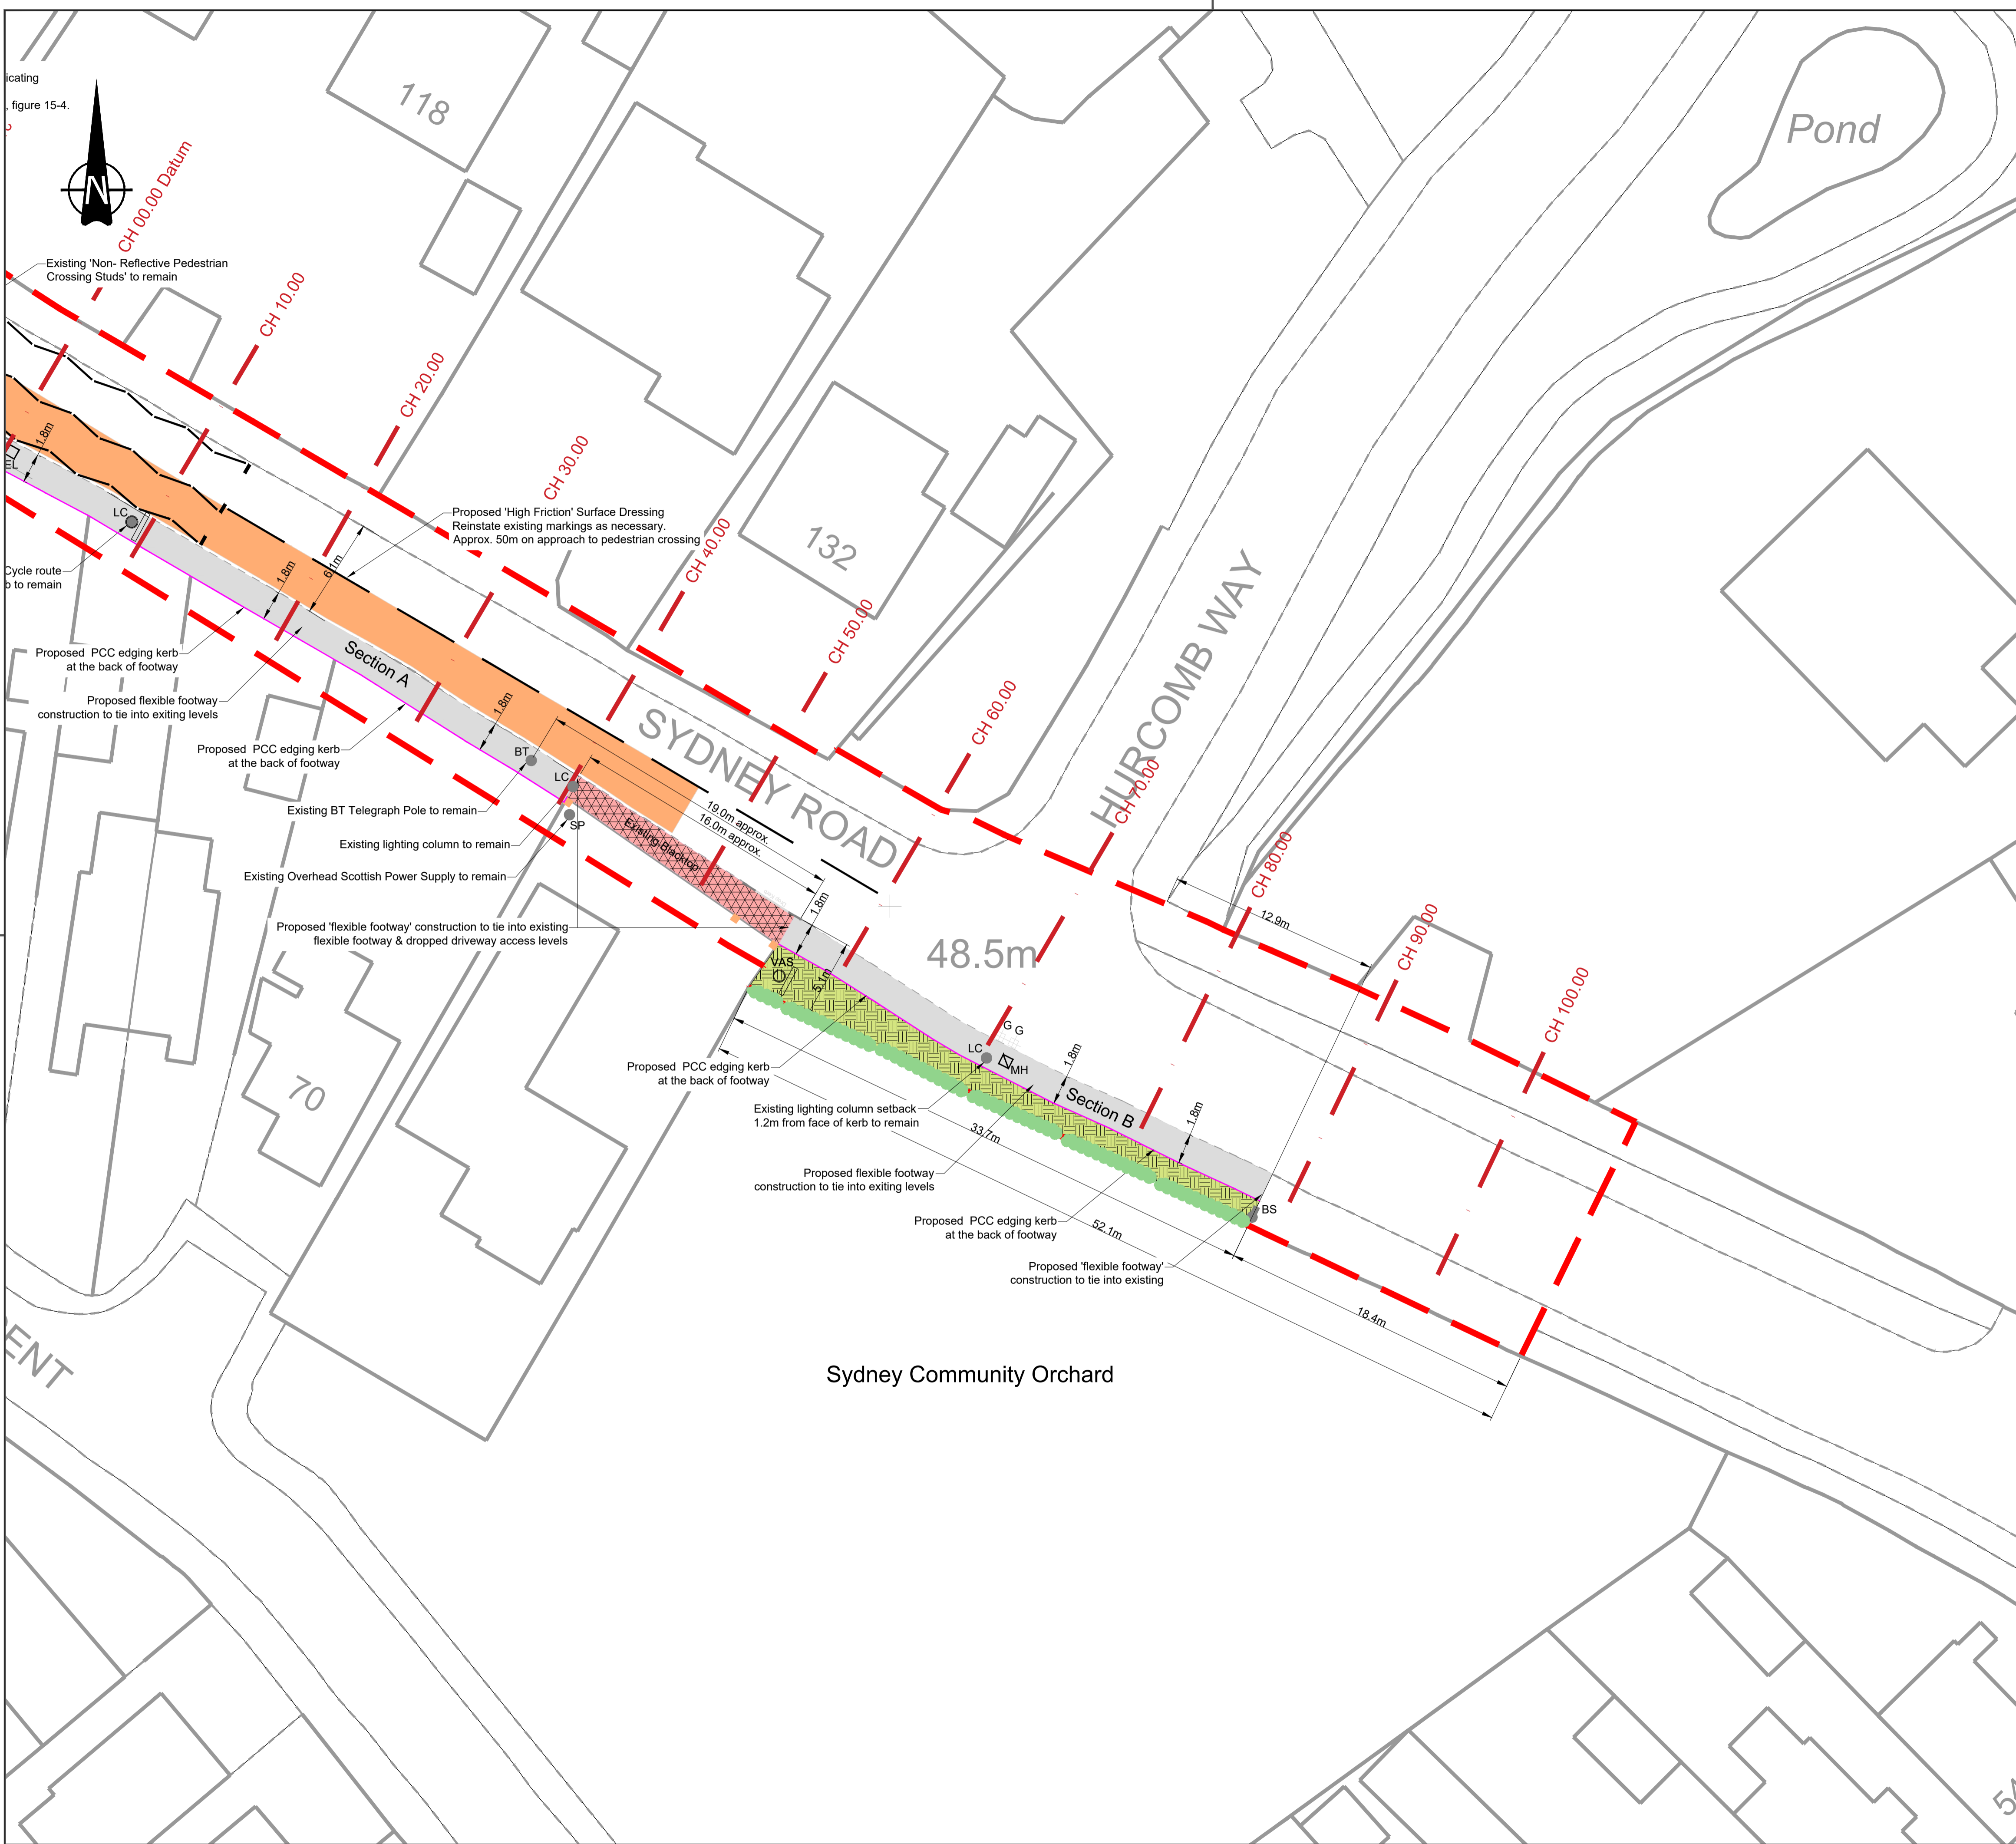 icating
, figure 15-4.
N
118
Pond
CH 00.00 Datum
Existing 'Non- Reflective Pedestrian
Crossing Studs' to remain
CH 10.00
CH 20.00
CH 30.00
CH 40.00
CH 50.00
CH 60.00
CH 70.00
CH 80.00
CH 90.00
CH 100.00
1.8m
EL
LC
Proposed 'High Friction' Surface Dressing
Reinstate existing markings as necessary.
Approx. 50m on approach to pedestrian crossing
132
HURCOMB WAY
Cycle route
b to remain
1.8m
6.1m
Proposed PCC edging kerb
at the back of footway
Section A
Proposed flexible footway
construction to tie into exiting levels
1.8m
SYDNEY ROAD
Proposed PCC edging kerb
at the back of footway
BT
LC
Existing BT Telegraph Pole to remain
SP
Existing Blacktop
19.0m approx.
16.0m approx.
Existing lighting column to remain
Existing Overhead Scottish Power Supply to remain
1.8m
12.9m
Proposed 'flexible footway' construction to tie into existing
flexible footway & dropped driveway access levels
48.5m
VAS
5.1m
G G
LC
MH
1.8m
70
Proposed PCC edging kerb
at the back of footway
Section B
1.8m
Existing lighting column setback
1.2m from face of kerb to remain
33.7m
Proposed flexible footway
construction to tie into exiting levels
BS
Proposed PCC edging kerb
at the back of footway
52.1m
Proposed 'flexible footway'
construction to tie into existing
18.4m
ENT
Sydney Community Orchard